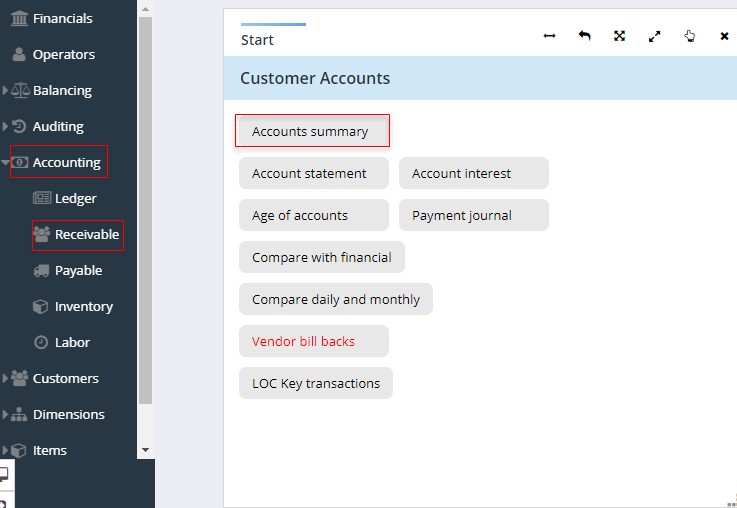 Financials
Operators
Balancing
Auditing
Accounting
Ledger
Receivable
Payable
Inventory
Labor
Customers
Dimensions
Items
Start
Customer Accounts
Accounts summary
Account statement Account interest
Age of accounts Payment journal
Compare with financial
Compare daily and monthly
Vendor bill backs
LOC Key transactions